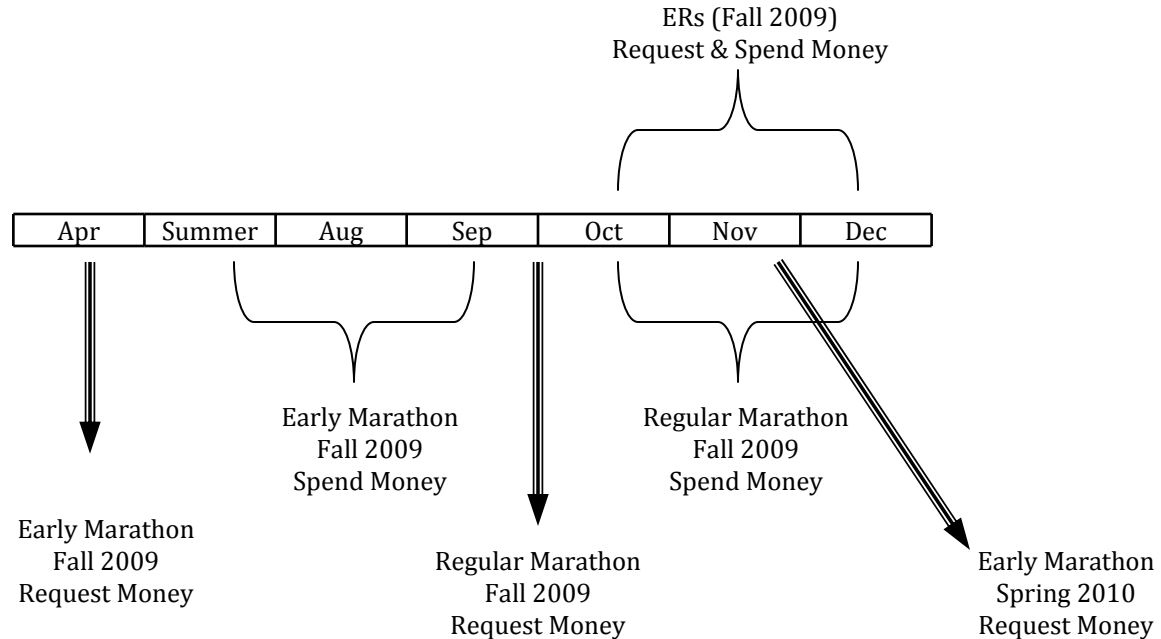 ERs (Fall 2009)
Request & Spend Money
Apr
Summer
Aug
Sep
Oct
Nov
Dec
Early Marathon
Fall 2009
Spend Money
Regular Marathon
Fall 2009
Spend Money
Early Marathon
Fall 2009
Request Money
Regular Marathon
Fall 2009
Request Money
Early Marathon
Spring 2010
Request Money